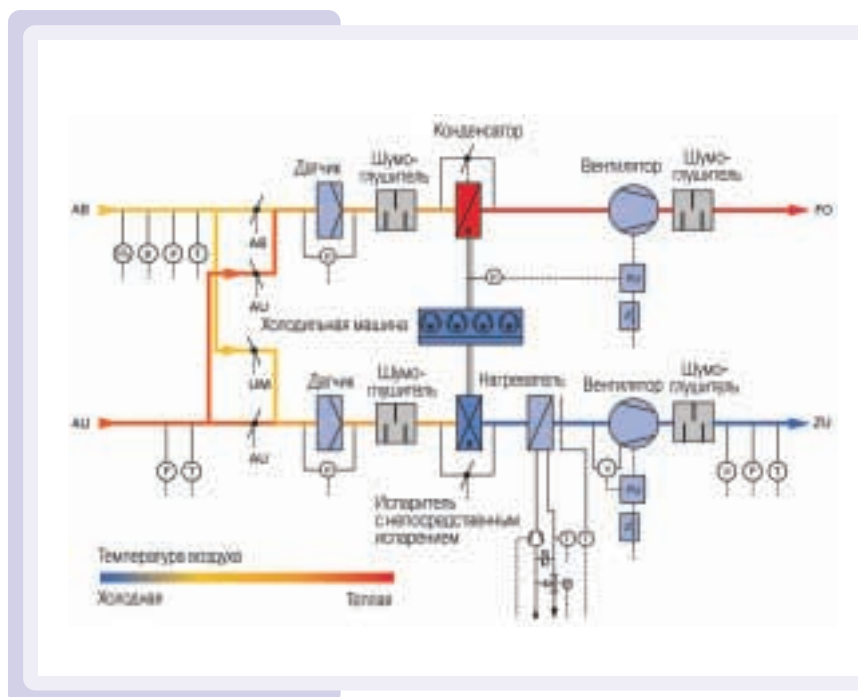 Конденсатор
Датчик
Шумо-
глушитель
Вентилятор
Шумо-
глушитель
AB
FO
AB
AU
Холодильная машина
UM
Датчик
Шумо-
глушитель
Нагреватель
Вентилятор
Шумо-
глушитель
AU
ZU
AU
F
T
F
T
Испаритель
с непосредственным
испарением
Температура воздуха
Холодная
Теплая